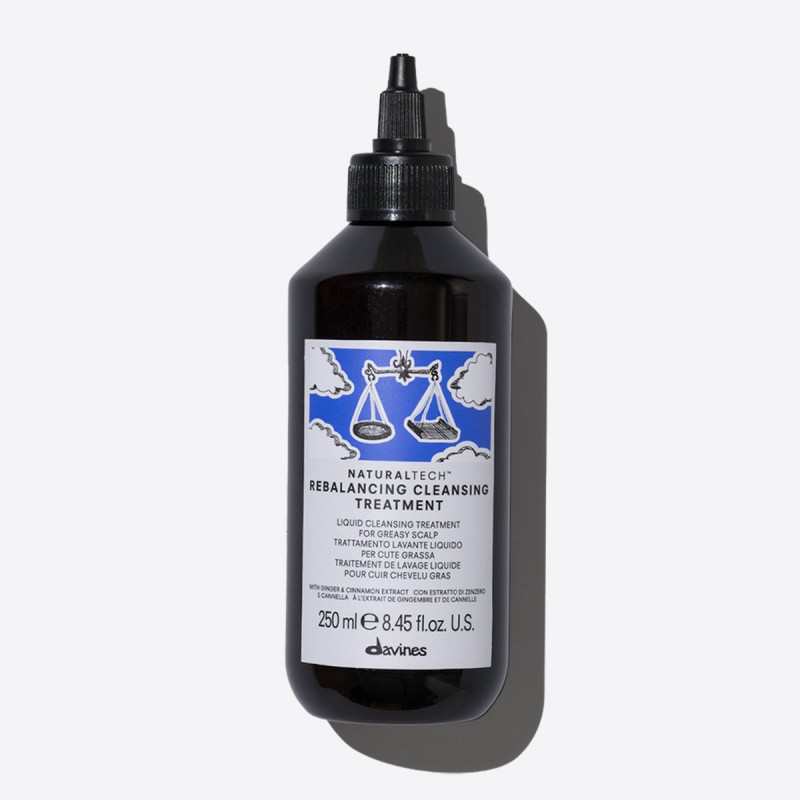 NATURALTECH™
REBALANCING CLEANSING
TREATMENT
LIQUID CLEANSING TREATMENT
FOR GREASY SCALP
TRATTAMENTO LAVANTE LIQUIDO
PER CUTE GRASSA
TRAITEMENT DE LAVAGE LIQUIDE
POUR CUIR CHEVELU GRAS
WITH GINGER & CINNAMON EXTRACT CON ESTRATTO DI ZENZERO
E CANNELLA À L'EXTRAIT DE GINGEMBRE ET DE CANNELLE
250 ml ℮ 8.45 fl.oz. U.S.
davines